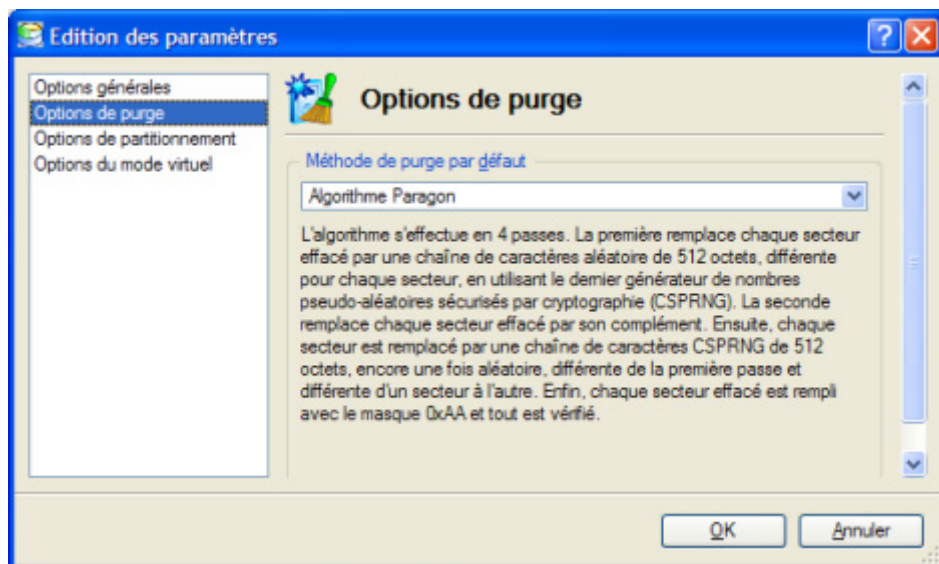 Edition des paramètres
Options générales
Options de purge
Options de partitionnement
Options du mode virtuel
Options de purge
Méthode de purge par défaut
Algorithme Paragon
L'algorithme s'effectue en 4 passes. La première remplace chaque secteur
effacé par une chaîne de caractères aléatoire de 512 octets, différente
pour chaque secteur, en utilisant le dernier générateur de nombres
pseudo-aléatoires sécurisés par cryptographie (CSPRNG). La seconde
remplace chaque secteur effacé par son complément. Ensuite, chaque
secteur est remplacé par une chaîne de caractères CSPRNG de 512
octets, encore une fois aléatoire, différente de la première passe et
différente d'un secteur à l'autre. Enfin, chaque secteur effacé est rempli
avec le masque 0xAA et tout est vérifié.
OK
Annuler